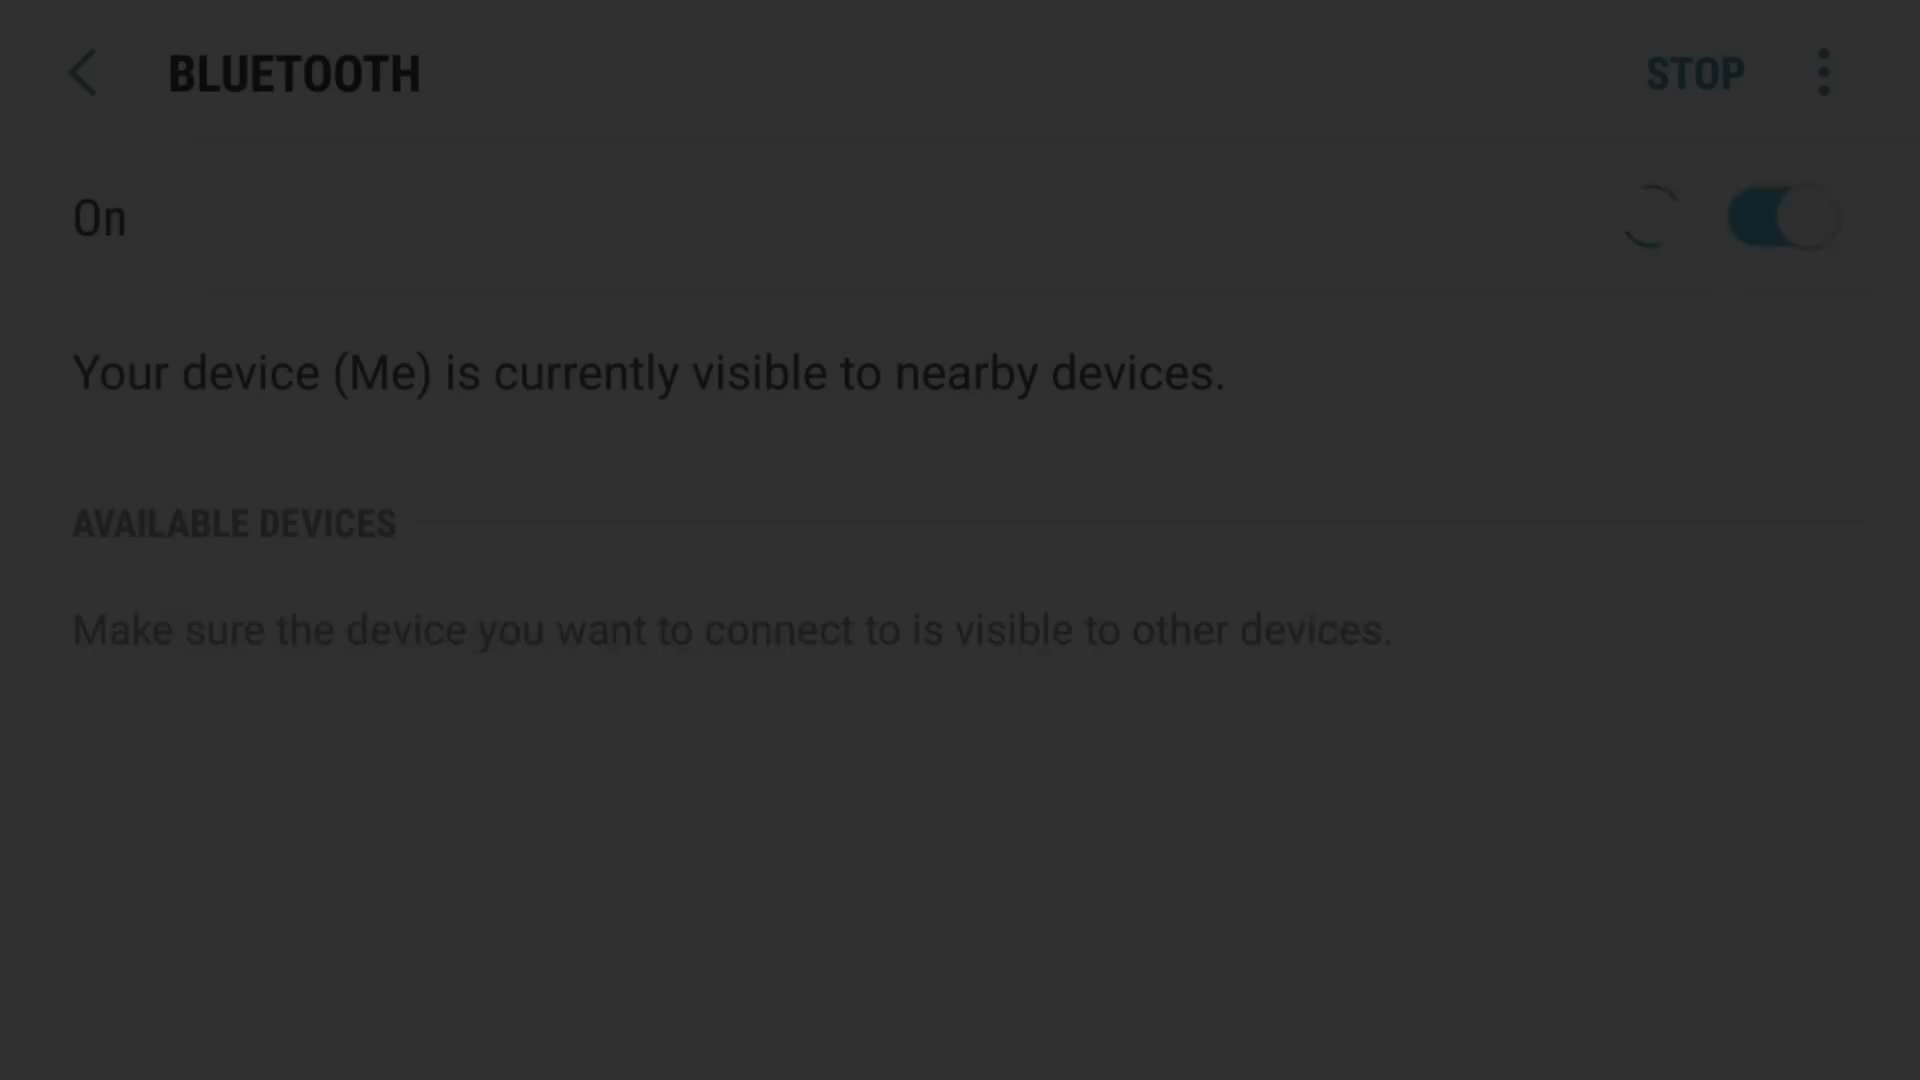 BLUETOOTH STOP
On
Your device (Me) is currently visible to nearby devices.
AVAILABLE DEVICES
Make sure the device you want to connect to is visible to other devices.